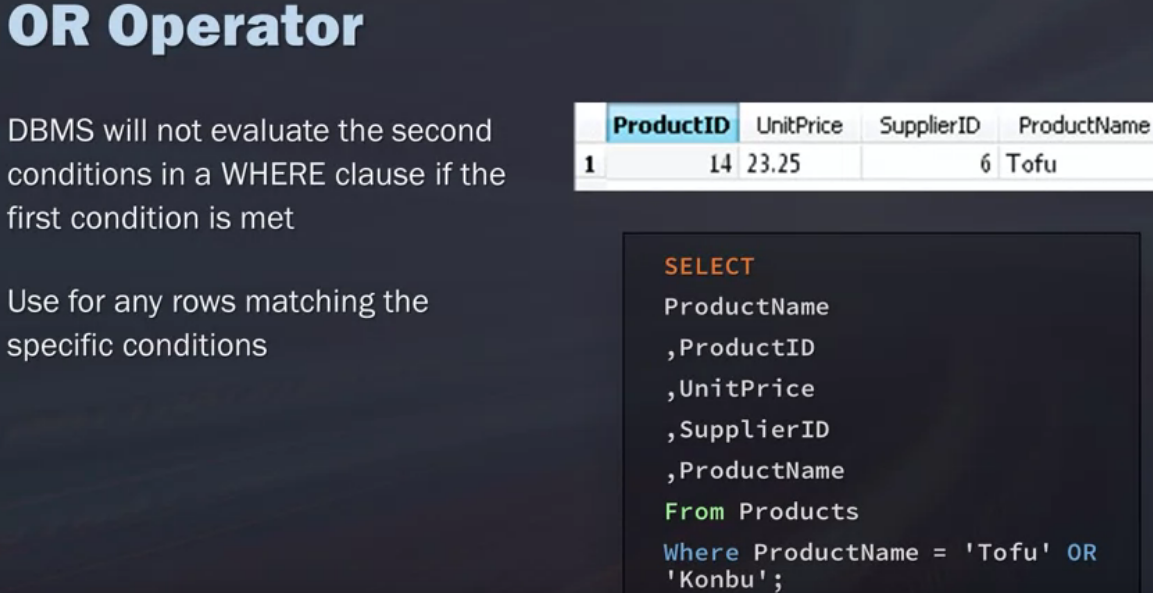 OR Operator
DBMS will not evaluate the second
conditions in a WHERE clause if the
first condition is met
Use for any rows matching the
specific conditions
ProductID UnitPrice SupplierID ProductName
1 14 23.25 6 Tofu
SELECT
ProductName
,ProductID
,UnitPrice
,SupplierID
,ProductName
From Products
Where ProductName = 'Tofu' OR
'Konbu';